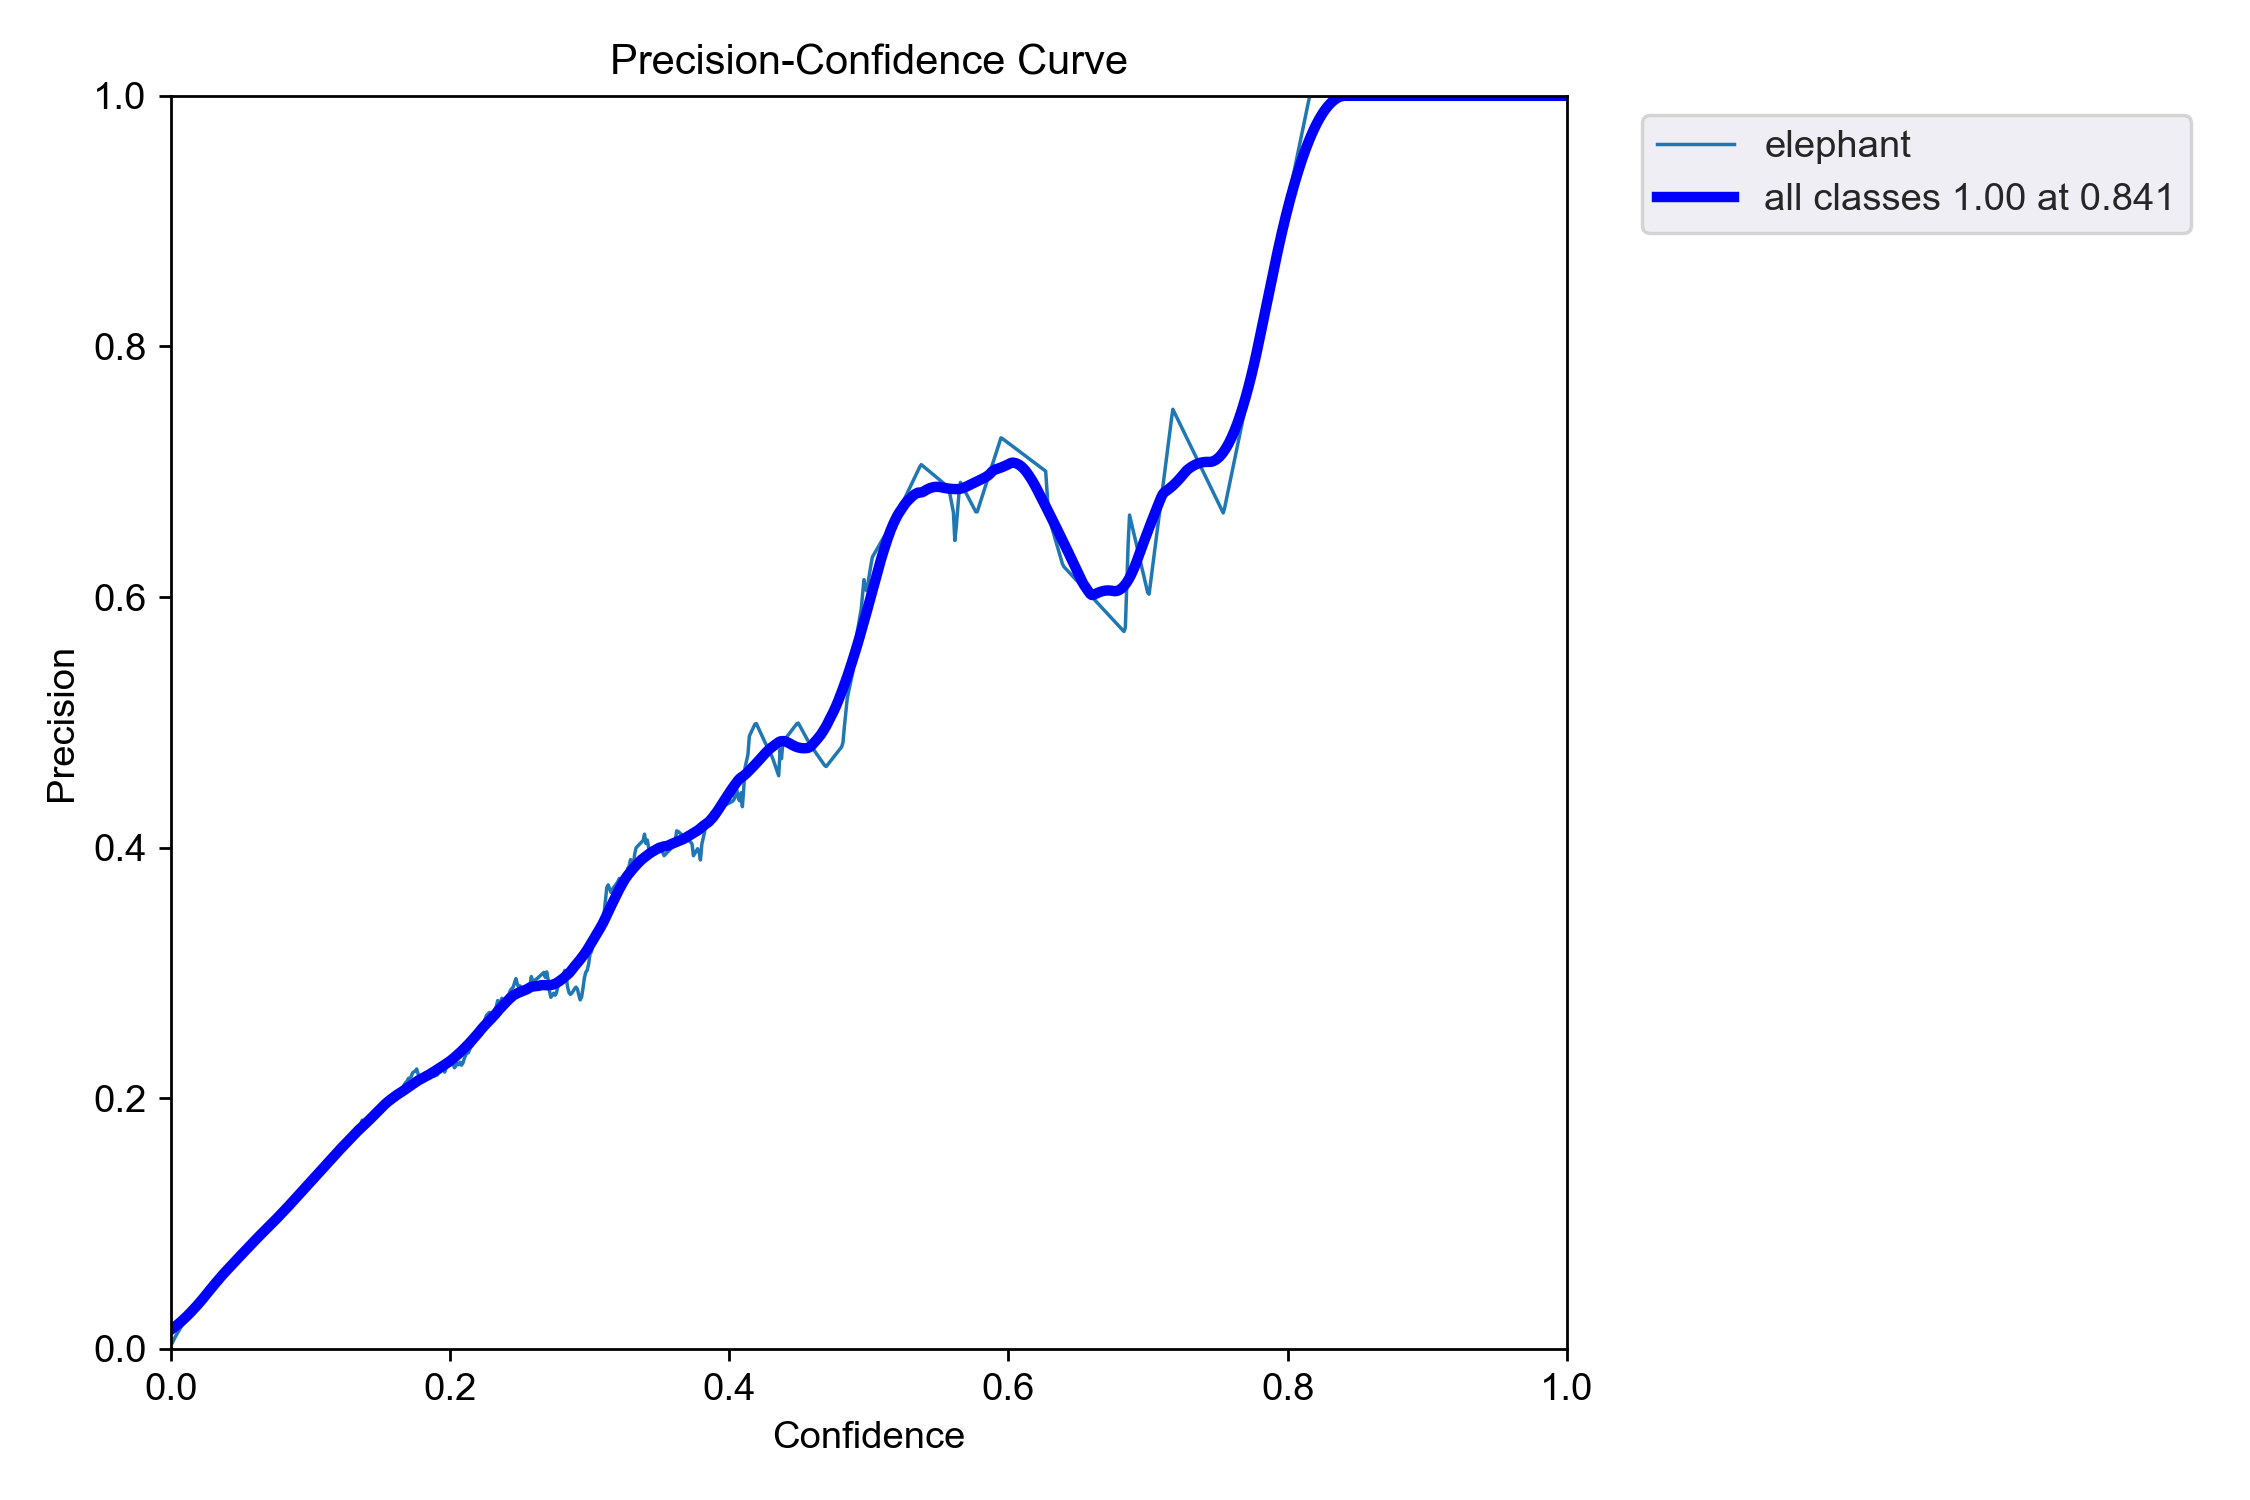 Precision-Confidence Curve
1.0
0.8
0.6
0.4
0.2
0.0
Precision
0.0 0.2 0.4 0.6 0.8 1.0
Confidence
elephant
all classes 1.00 at 0.841